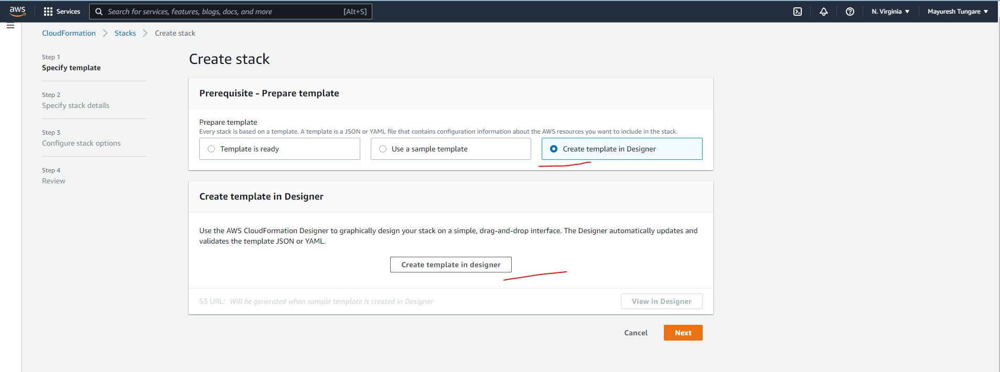 aws
Services
Search for services, features, blogs, docs, and more [Alt+S]
N. Virginia
Mayuresh Tungare
CloudFormation > Stacks > Create stack
Step 1
Specify template
Step 2
Specify stack details
Step 3
Configure stack options
Step 4
Review
Create stack
Prerequisite - Prepare template
Prepare template
Every stack is based on a template. A template is a JSON or YAML file that contains configuration information about the AWS resources you want to include in the stack.
Template is ready
Use a sample template
Create template in Designer
Create template in Designer
Use the AWS CloudFormation Designer to graphically design your stack on a simple, drag-and-drop interface. The Designer automatically updates and
validates the template JSON or YAML.
Create template in designer
S3 URL: Will be generated when sample template is created in Designer
View in Designer
Cancel
Next